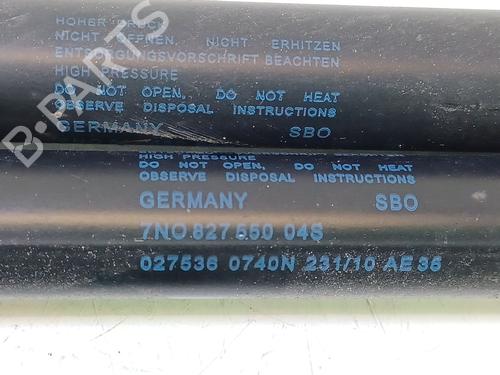 HOHER DRUCK
NICHT ÖFFNEN, NICHT ERHITZEN
ENTSORGUNGSVORSCHRIFT BEACHTEN
HIGH PRESSURE
DO NOT OPEN, DO NOT HEAT
OBSERVE DISPOSAL INSTRUCTIONS
GERMANY SBO
HIGH PRESSURE
DO NOT OPEN, DO NOT HEAT
OBSERVE DISPOSAL INSTRUCTIONS
GERMANY SBO
7N0 827 550 04S
027536 0740N 231/10 AE36
B-PARTS